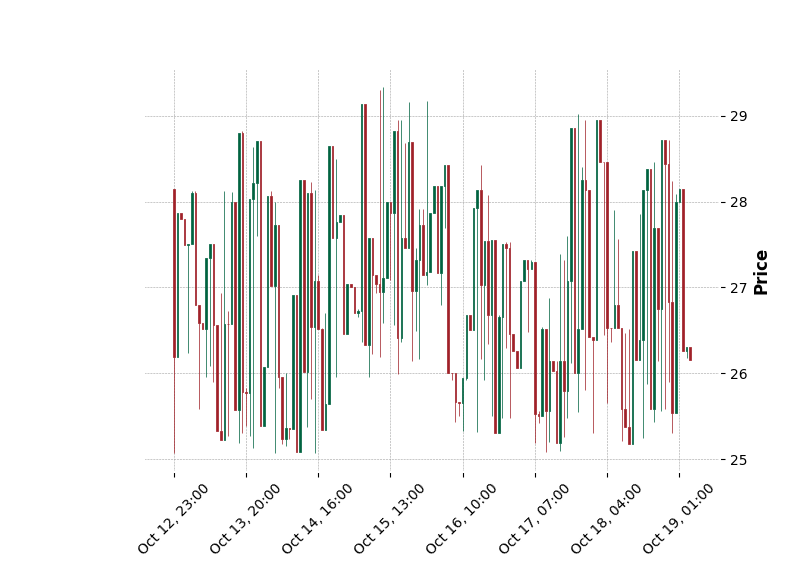 29
28
27
26
25
Price
Oct 12, 23:00
Oct 13, 20:00
Oct 14, 16:00
Oct 15, 13:00
Oct 16, 10:00
Oct 17, 07:00
Oct 18, 04:00
Oct 19, 01:00